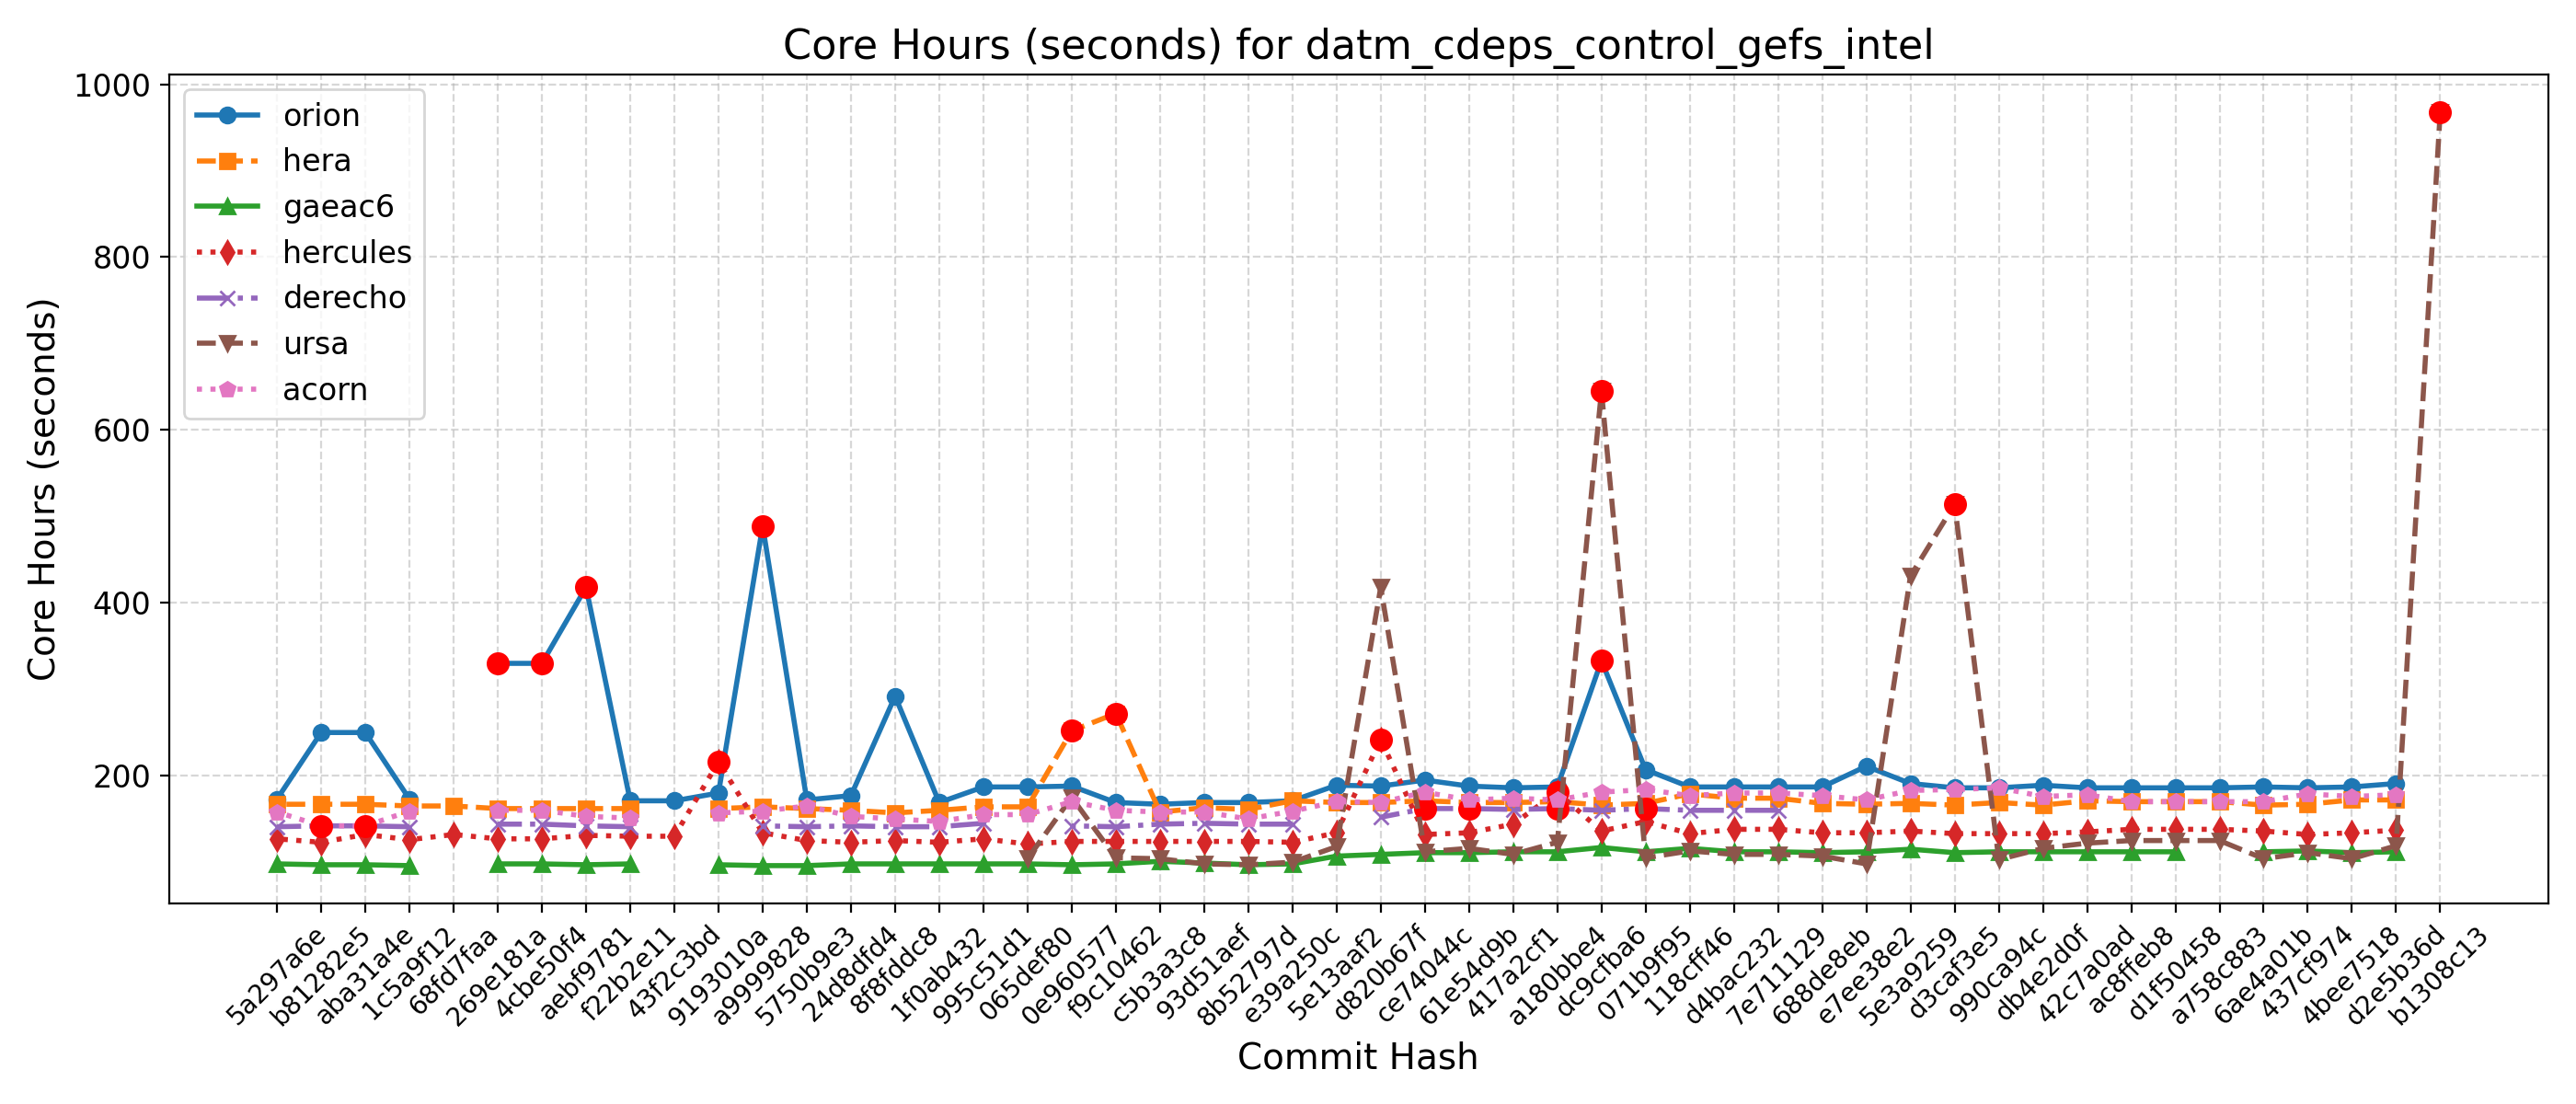 Core Hours (seconds) for datm_cdeps_control_gefs_intel
Core Hours (seconds)
1000
800
600
400
200
orion
hera
gaeac6
hercules
derecho
ursa
acorn
5a297a6e
b81282e5
aba31a4e
1c5a9f12
68fd7faa
269e181a
4cbe50f4
aebf9781
f22b2e11
43f2c3bd
9193010a
a9999828
5750b9e3
24d8dfd4
8f8fddc8
1f0ab432
995c51d1
065def80
0e960577
f9c10462
c5b3a3c8
93d51aef
8b52797d
e39a250c
5e13aaf2
d820b67f
ce74044c
61e54d9b
417a2cf1
a180bbe4
dc9cfba6
071b9f95
118cff46
d4bac232
7e711129
688dde8eb
e7ee38e2
5e3a9259
d3caf3e5
990ca94c
db4e2d0f
42c7a0ad
ac8ffeb8
d1f50458
a758c883
6ae4a01b
437cf974
4bee7518
d2e5b36d
b1308c13
Commit Hash